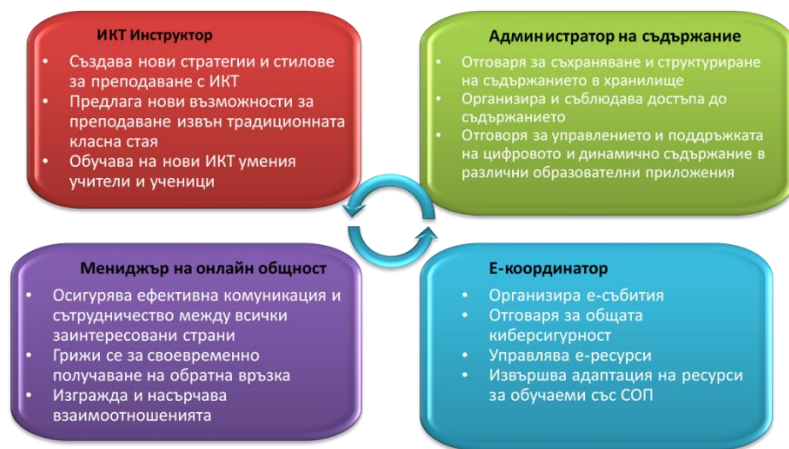 ИКТ Инструктор
• Създава нови стратегии и стилове
за преподаване с ИКТ
• Предлага нови възможности за
преподаване извън традиционната
класна стая
• Обучава на нови ИКТ умения
учители и ученици
Администратор на съдържание
• Отговаря за съхраняване и структуриране
на съдържанието в хранилище
• Организира и съблюдава достъпа до
съдържанието
• Отговоря за управлението и поддръжката
на цифровото и динамично съдържание в
различни образователни приложения
Мениджър на онлайн общност
• Осигурява ефективна комуникация и
сътрудничество между всички
заинтересовани страни
• Грижи се за своевременно
получаване на обратна връзка
• Изгражда и насърчава
взаимоотношенията
Е-координатор
• Организира е-събития
• Отговаря за общата
киберсигурност
• Управлява е-ресурси
• Извършва адаптация на ресурси
за обучаеми със СОП